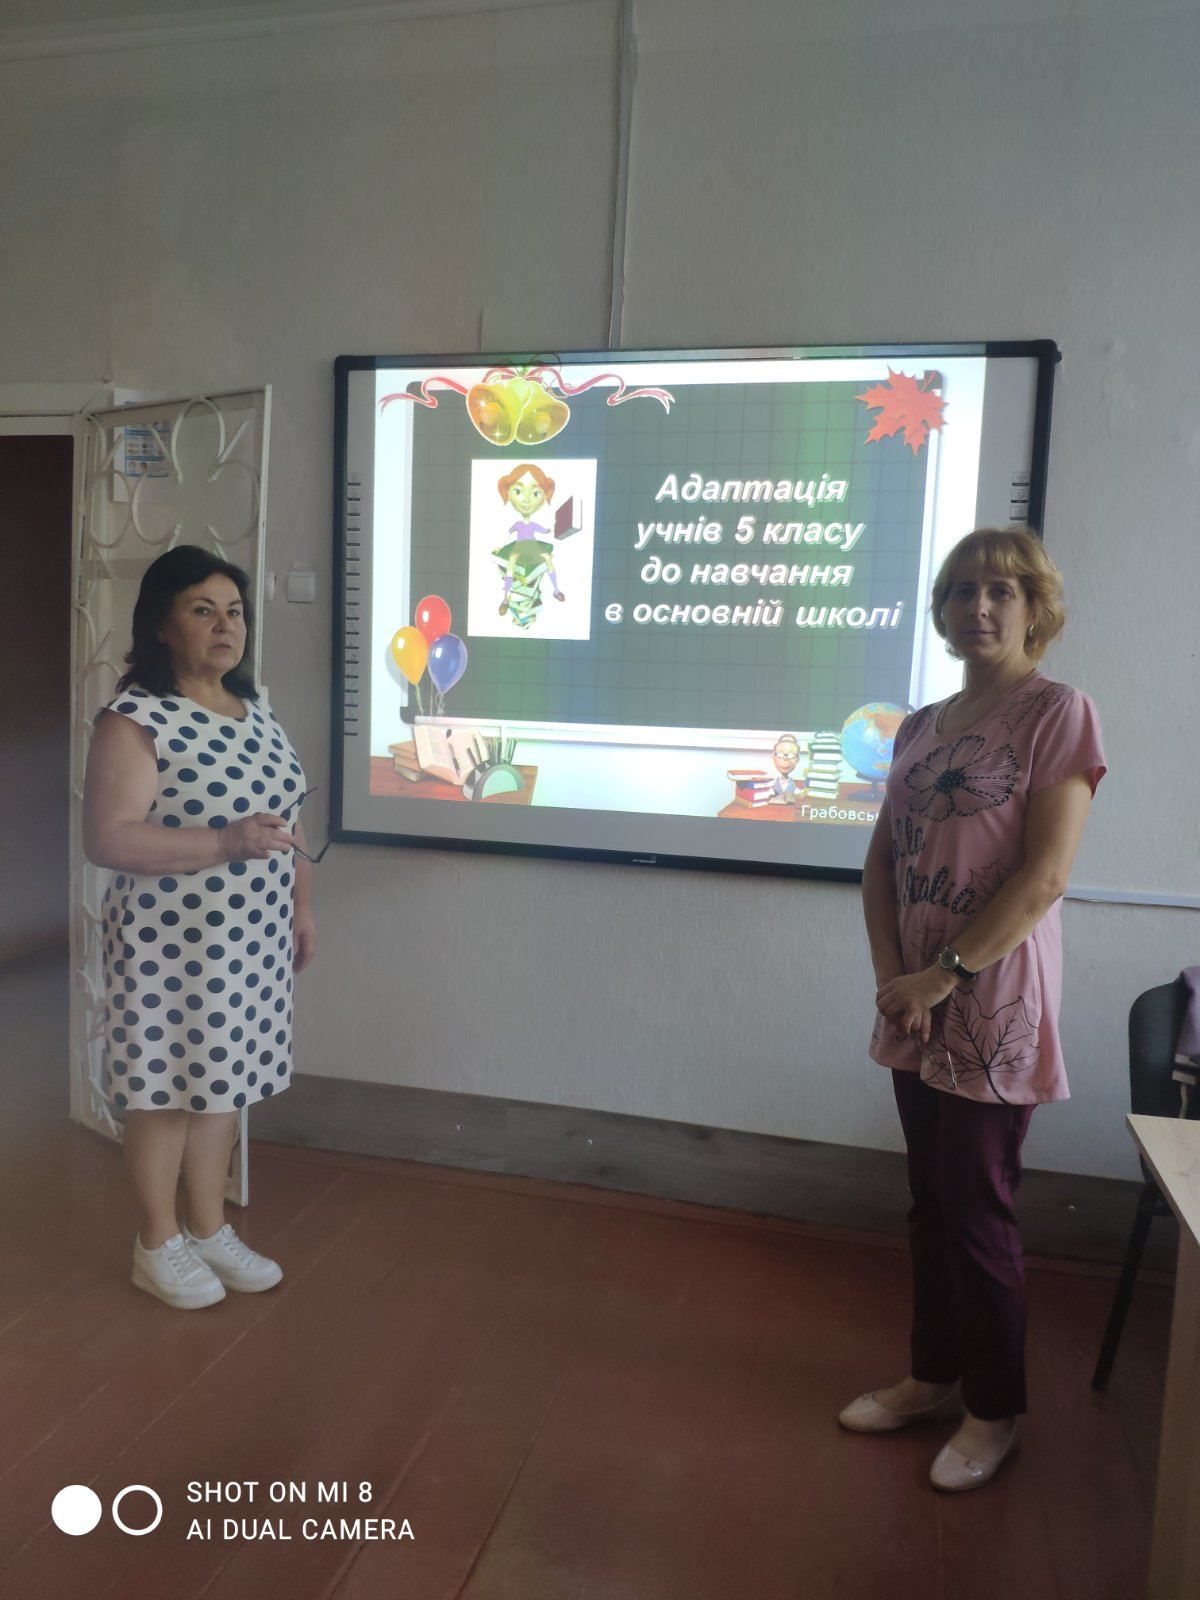 Адаптація
учнів 5 класу
до навчання
в основній школі
SHOT ON MI 8
AI DUAL CAMERA